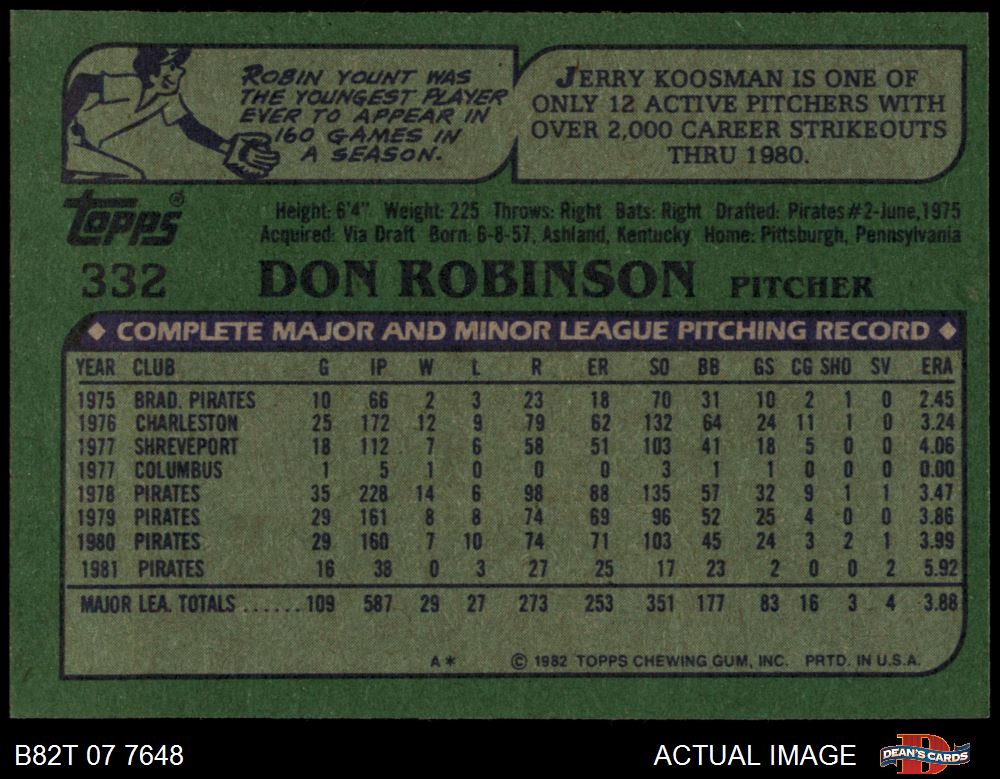 ROBIN YOUNT WAS
THE YOUNGEST PLAYER
EVER TO APPEAR IN
160 GAMES IN
A SEASON.
JERRY KOOSMAN IS ONE OF
ONLY 12 ACTIVE PITCHERS WITH
OVER 2,000 CAREER STRIKEOUTS
THRU 1980.
topps®
Height: 6'4" Weight: 225 Throws: Right Bats: Right Drafted: Pirates #2-June, 1975
Acquired: Via Draft Born: 6-8-57, Ashland, Kentucky Home: Pittsburgh, Pennsylvania
332 DON ROBINSON PITCHER
◆ COMPLETE MAJOR AND MINOR LEAGUE PITCHING RECORD ◆
YEAR CLUB G IP W L R ER SO BB GS CG SHO SV ERA
1975 BRAD. PIRATES 10 66 2 3 23 18 70 31 10 2 1 0 2.45
1976 CHARLESTON 25 172 12 9 79 62 132 64 24 11 1 0 3.24
1977 SHREVEPORT 18 112 7 6 58 51 103 41 18 5 0 0 4.06
1977 COLUMBUS 1 5 1 0 0 0 3 1 1 0 0 0 0.00
1978 PIRATES 35 228 14 6 98 88 135 57 32 9 1 1 3.47
1979 PIRATES 29 161 8 8 74 69 96 52 25 4 0 0 3.86
1980 PIRATES 29 160 7 10 74 71 103 45 24 3 2 1 3.99
1981 PIRATES 16 38 0 3 27 25 17 23 2 0 0 2 5.92
MAJOR LEA. TOTALS ......109 587 29 27 273 253 351 177 83 16 3 4 3.88
A* © 1982 TOPPS CHEWING GUM, INC. PRTD. IN U.S.A.
B82T 07 7648 ACTUAL IMAGE DEAN'S CARDS